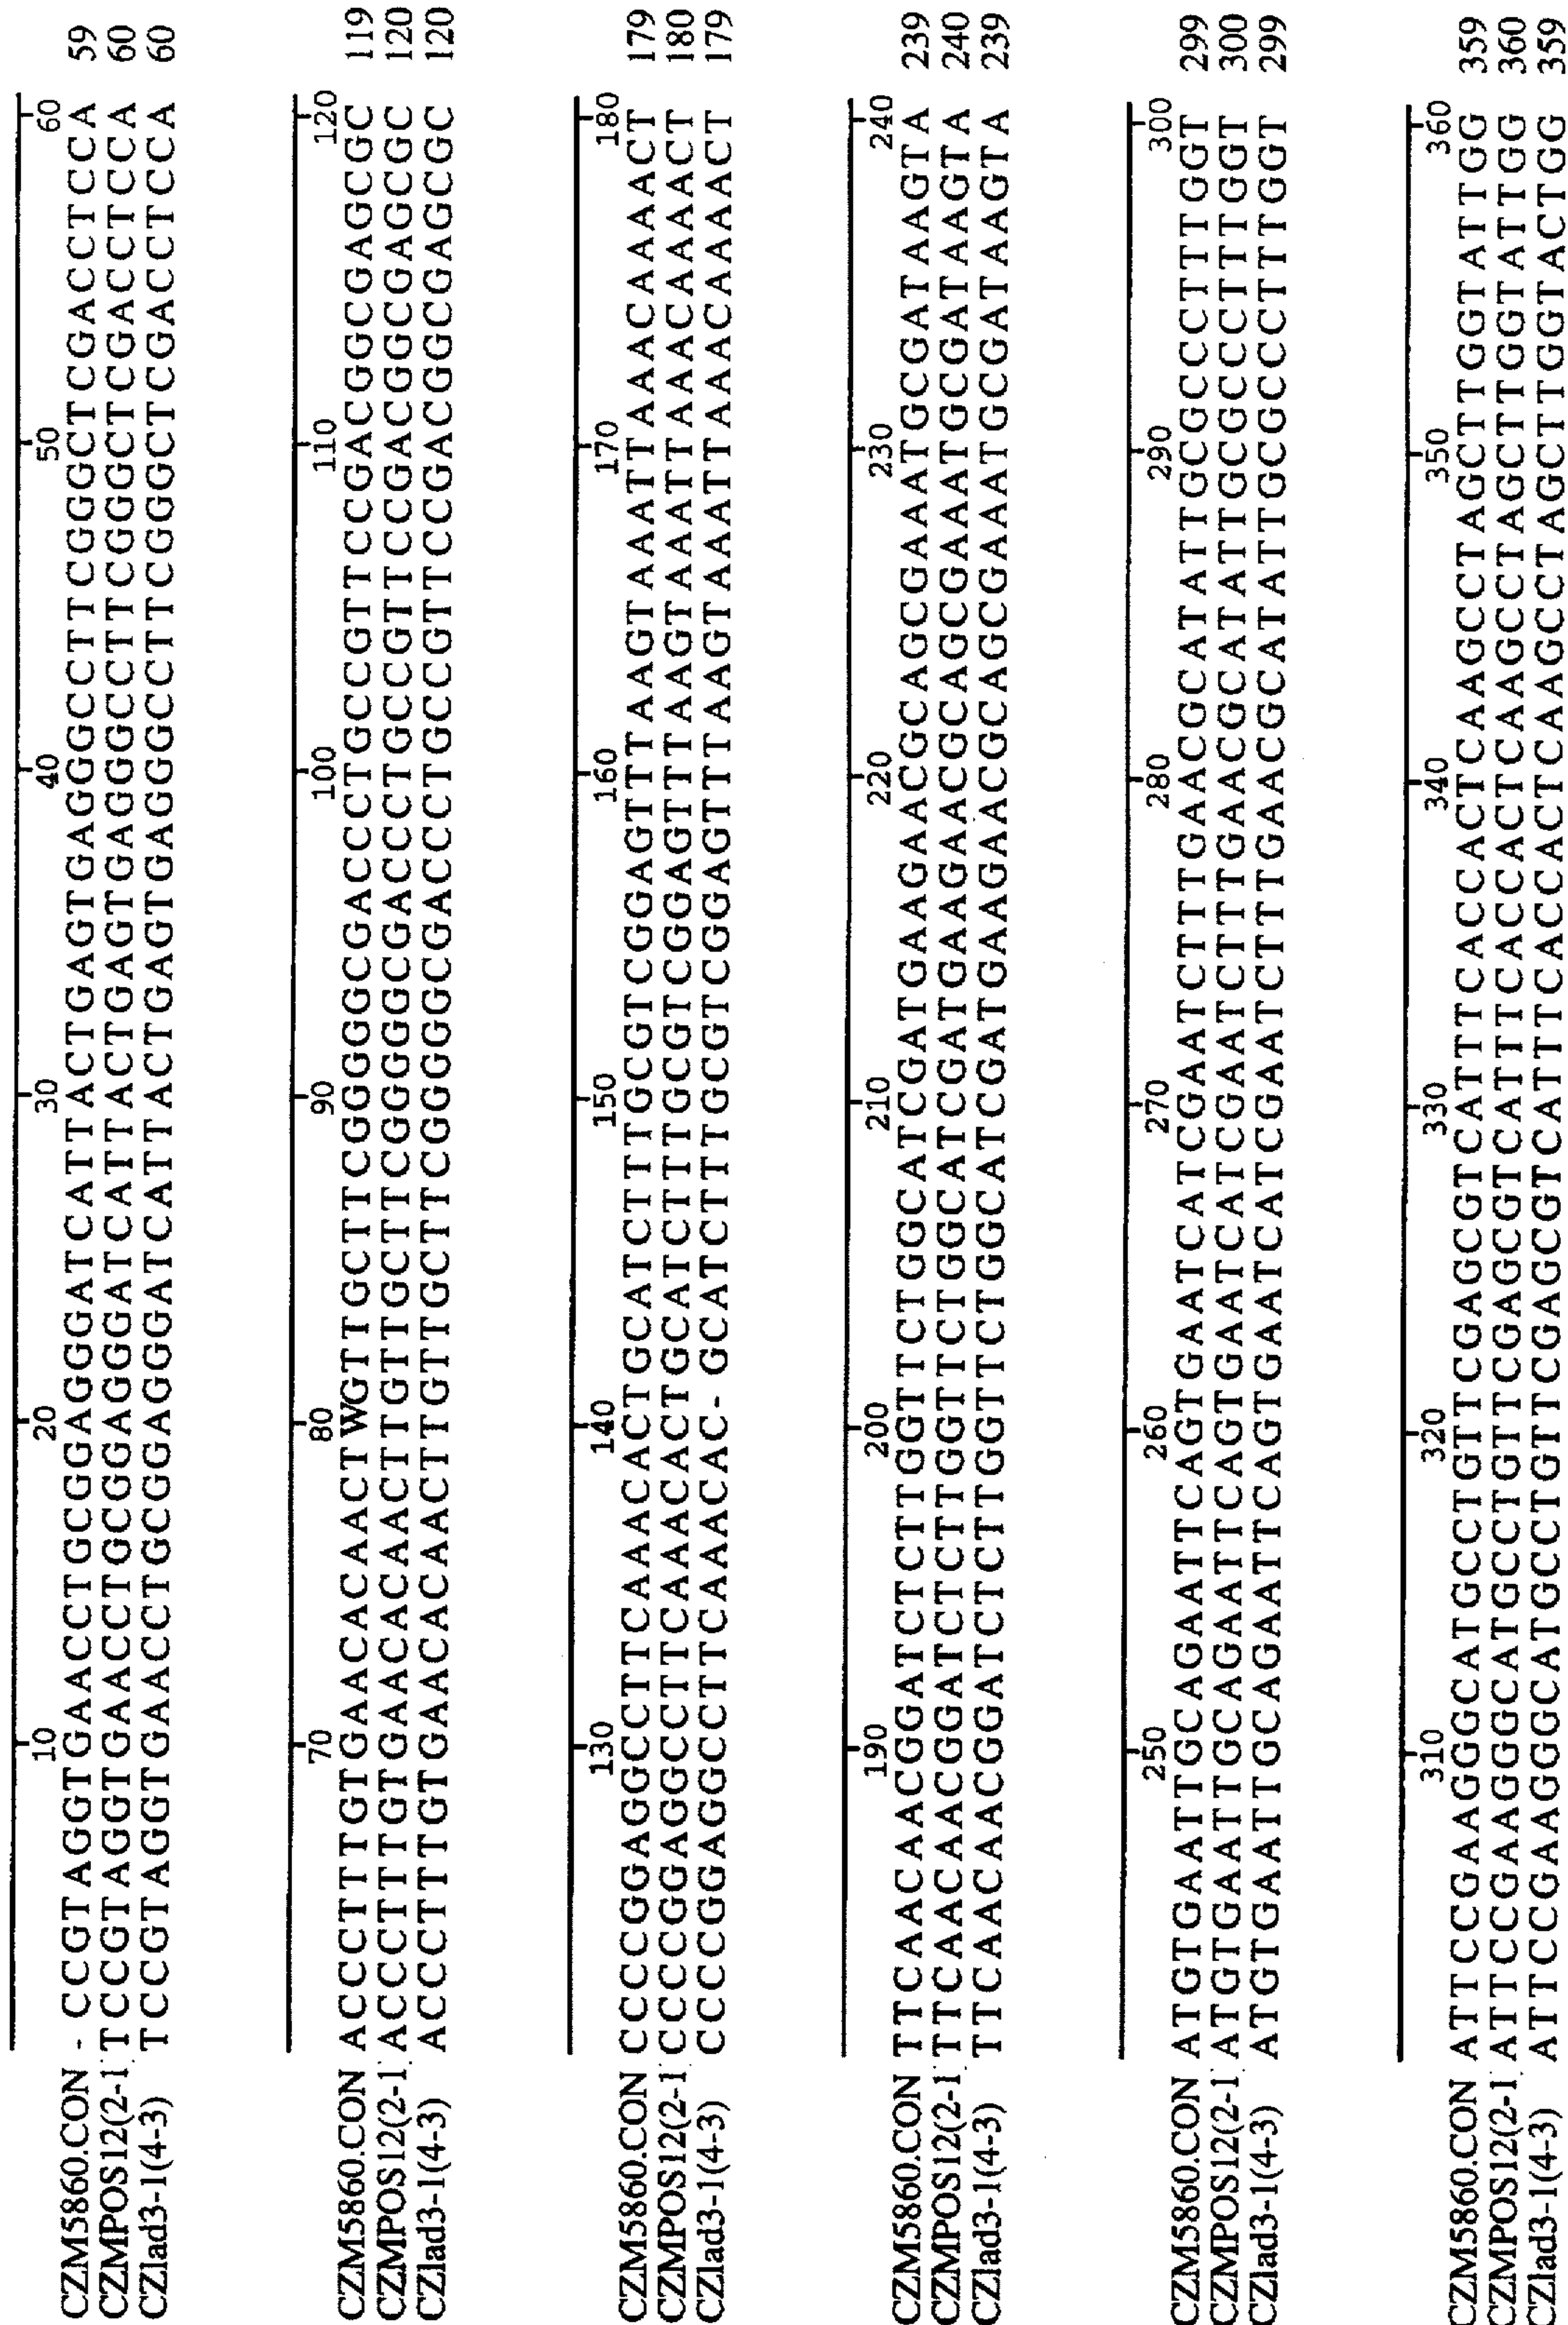 10 20 30 40 50 60
CZM5860.CON -CCGTAGGTGAACCTGCGGAGGGATCATTACTGAGTGAGGGCCTTCGGGCTCGACCTCCA 59
CZMPOS12(2-1 TCCGTAGGTGAACCTGCGGAGGGATCATTACTGAGTGAGGGCCTTCGGGCTCGACCTCCA 60
CZlad3-1(4-3) TCCGTAGGTGAACCTGCGGAGGGATCATTACTGAGTGAGGGCCTTCGGGCTCGACCTCCA 60
70 80 90 100 110 120
CZM5860.CON ACCCTTTGTGAACACAACTWGTTGCTTCGGGGGCGACCCTGCCGTTCCGACGGCGAGCGC 119
CZMPOS12(2-1 ACCCTTTGTGAACACAACTTGTTGCTTCGGGGGCGACCCTGCCGTTCCGACGGCGAGCGC 120
CZlad3-1(4-3) ACCCTTTGTGAACACAACTTGTTGCTTCGGGGGCGACCCTGCCGTTCCGACGGCGAGCGC 120
130 140 150 160 170 180
CZM5860.CON CCCCGGAGGCCTTCAAACACTGCATCTTTGCGTCGGAGTTTAAGTAAATTAAACAAAACT 179
CZMPOS12(2-1 CCCCGGAGGCCTTCAAACACTGCATCTTTGCGTCGGAGTTTAAGTAAATTAAACAAAACT 180
CZlad3-1(4-3) CCCCGGAGGCCTTCAAACAC-GCATCTTTGCGTCGGAGTTTAAGTAAATTAAACAAAACT 179
190 200 210 220 230 240
CZM5860.CON TTCAACAACGGATCTCTTGGTTCTGGCATCGATGAAGAACGCAGCGAAATGCGATAAGTA 239
CZMPOS12(2-1 TTCAACAACGGATCTCTTGGTTCTGGCATCGATGAAGAACGCAGCGAAATGCGATAAGTA 240
CZlad3-1(4-3) TTCAACAACGGATCTCTTGGTTCTGGCATCGATGAAGAACGCAGCGAAATGCGATAAGTA 239
250 260 270 280 290 300
CZM5860.CON ATGTGAATTGCAGAATTCAGTGAATCATCGAATCTTTGAACGCATATTGCGCCCTTTGGT 299
CZMPOS12(2-1 ATGTGAATTGCAGAATTCAGTGAATCATCGAATCTTTGAACGCATATTGCGCCCTTTGGT 300
CZlad3-1(4-3) ATGTGAATTGCAGAATTCAGTGAATCATCGAATCTTTGAACGCATATTGCGCCCTTTGGT 299
310 320 330 340 350 360
CZM5860.CON ATTCCGAAGGGCATGCCTGTTCGAGCGTCATTTCACCACTCAAGCCTAGCTTGGTATTGG 359
CZMPOS12(2-1 ATTCCGAAGGGCATGCCTGTTCGAGCGTCATTTCACCACTCAAGCCTAGCTTGGTATTGG 360
CZlad3-1(4-3) ATTCCGAAGGGCATGCCTGTTCGAGCGTCATTTCACCACTCAAGCCTAGCTTGGTACTGG 359